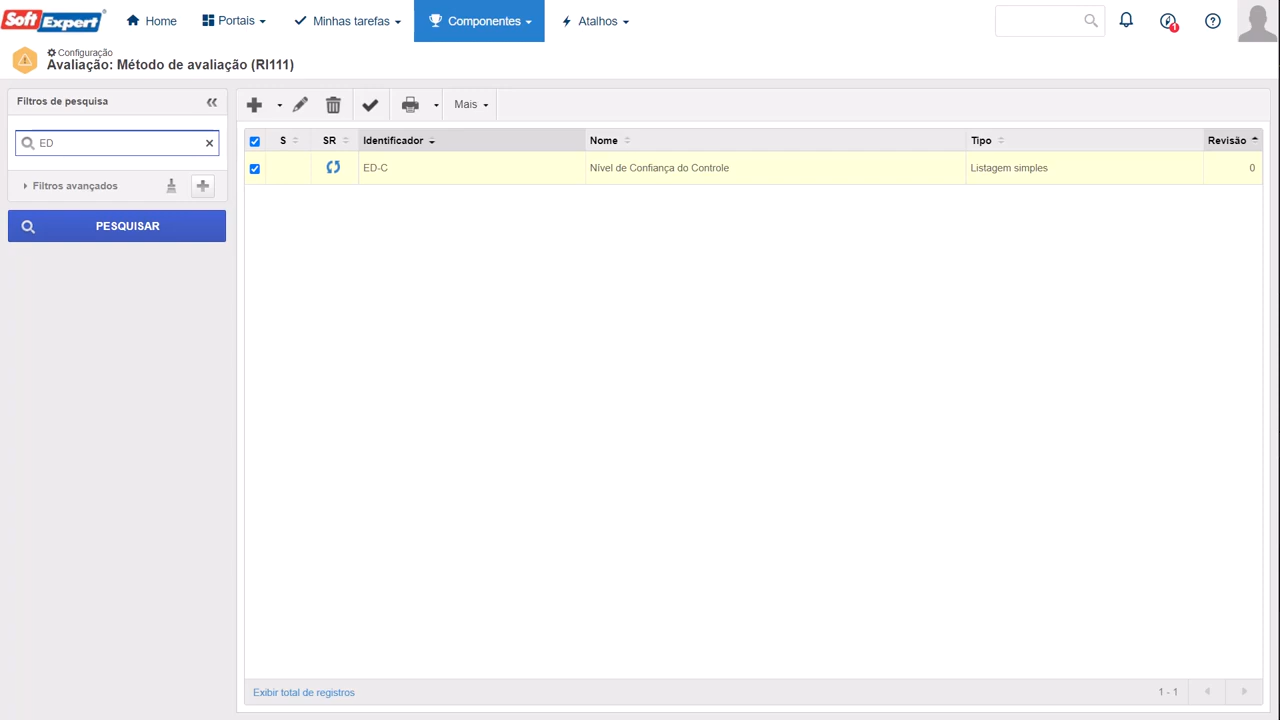 SoftExpert®
Home
Portais
Minhas tarefas
Componentes
Atalhos
1
Configuração
Avaliação: Método de avaliação (RI111)
Filtros de pesquisa
ED
Filtros avançados
PESQUISAR
Mais
S SR Identificador Nome Tipo Revisão
ED-C Nível de Confiança do Controle Listagem simples 0
Exibir total de registros
1 - 1